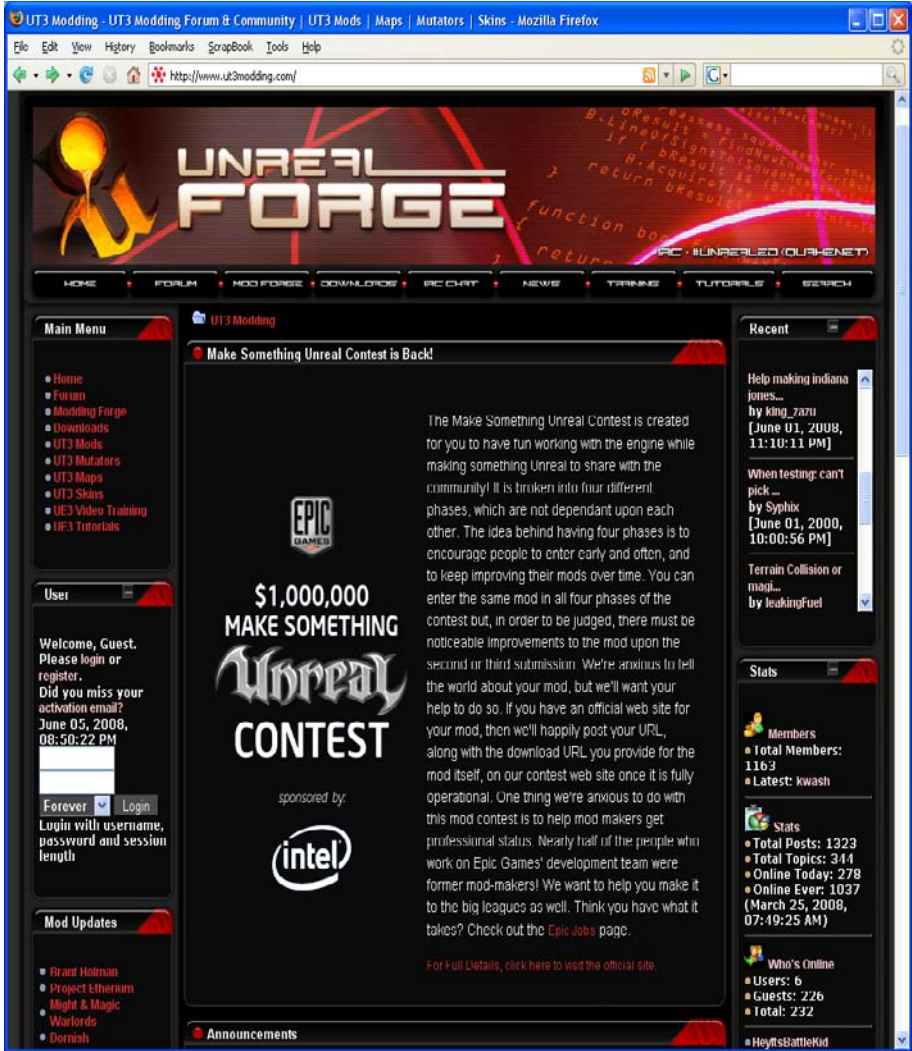 UT3 Modding - UT3 Modding Forum & Community | UT3 Mods | Maps | Mutators | Skins - Mozilla Firefox
File Edit View History Bookmarks ScrapBook Tools Help
http://www.ut3modding.com/
UNREAL
FORGE
function
return
IRC - #UNREALED (QUAKENET)
HOME FORUM MOD FORGE DOWNLOADS IRC CHAT NEWS TRAINING TUTORIALS SEARCH
Main Menu
Home
Forum
Modding Forge
Downloads
UT3 Mods
UT3 Mutators
UT3 Maps
UT3 Skins
UE3 Video Training
UE3 Tutorials
User
Welcome, Guest.
Please login or
register.
Did you miss your
activation email?
June 05, 2008,
08:50:22 PM
Forever Login
Login with username,
password and session
length
Mod Updates
Brant Holman
Project Etherium
Might & Magic
Warlords
Dornish
UT3 Modding
Make Something Unreal Contest is Back!
EPIC
GAMES
$1,000,000
MAKE SOMETHING
Unreal
CONTEST
sponsored by:
intel
The Make Something Unreal Contest is created
for you to have fun working with the engine while
making something Unreal to share with the
community! It is broken into four different
phases, which are not dependant upon each
other. The idea behind having four phases is to
encourage people to enter early and often, and
to keep improving their mods over time. You can
enter the same mod in all four phases of the
contest but, in order to be judged, there must be
noticeable improvements to the mod upon the
second or third submission. We're anxious to tell
the world about your mod, but we'll want your
help to do so. If you have an official web site for
your mod, then we'll happily post your URL,
along with the download URL you provide for the
mod itself, on our contest web site once it is fully
operational. One thing we're anxious to do with
this mod contest is to help mod makers get
professional status. Nearly half of the people who
work on Epic Games' development team were
former mod-makers! We want to help you make it
to the big leagues as well. Think you have what it
takes? Check out the Epic Jobs page.
For Full Details, click here to visit the official site.
Announcements
Recent
Help making indiana
jones...
by king_zazu
[June 01, 2008,
11:10:11 PM]
When testing: can't
pick ...
by Syphix
[June 01, 2008,
10:00:56 PM]
Terrain Collision or
magi...
by leakingFuel
Stats
Members
Total Members:
1163
Latest: kwash
Stats
Total Posts: 1323
Total Topics: 344
Online Today: 278
Online Ever: 1037
(March 25, 2008,
07:49:25 AM)
Who's Online
Users: 6
Guests: 226
Total: 232
HeyItsBattleKid